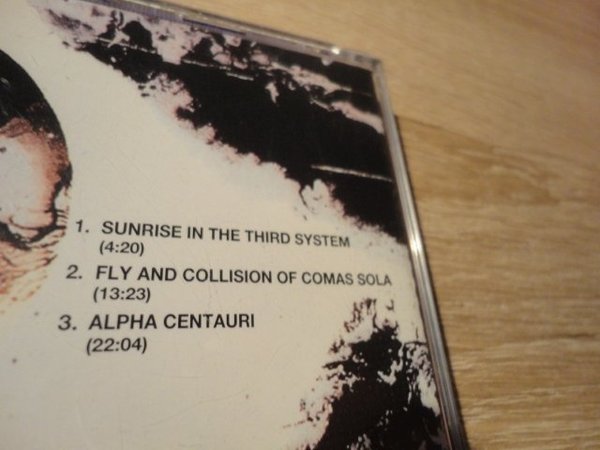 1. SUNRISE IN THE THIRD SYSTEM
(4:20)
2. FLY AND COLLISION OF COMAS SOLA
(13:23)
3. ALPHA CENTAURI
(22:04)